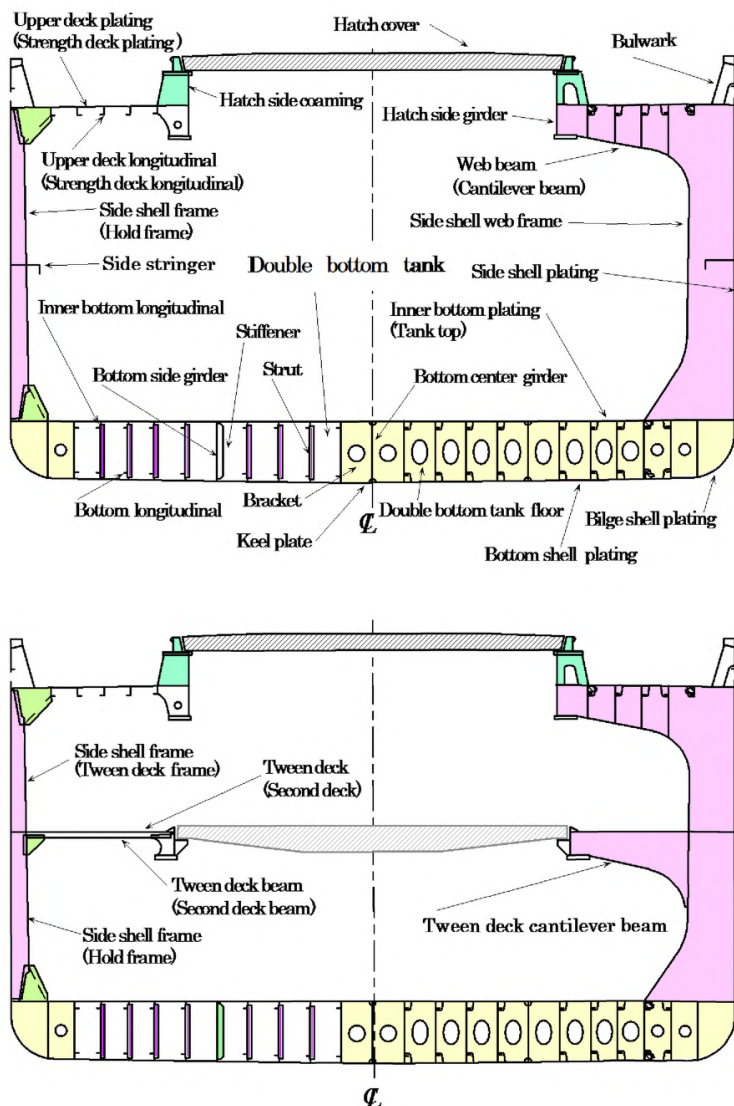 Upper deck plating
(Strength deck plating)
Hatch cover
Bulwark
Hatch side coaming
Hatch side girder
Upper deck longitudinal
(Strength deck longitudinal)
Web beam
(Cantilever beam)
Side shell frame
(Hold frame)
Side shell web frame
Side stringer
Double bottom tank
Side shell plating
Inner bottom longitudinal
Inner bottom plating
(Tank top)
Stiffener
Bottom side girder
Strut
Bottom center girder
Bottom longitudinal
Bracket
Double bottom tank floor
Bilge shell plating
Keel plate
Bottom shell plating
℄
Side shell frame
(Tween deck frame)
Tween deck
(Second deck)
Tween deck beam
(Second deck beam)
Tween deck cantilever beam
Side shell frame
(Hold frame)
℄